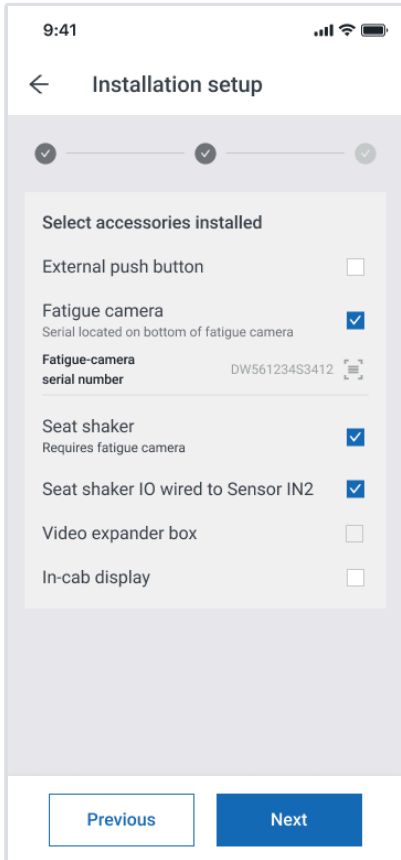 9:41
Installation setup
Select accessories installed
External push button
Fatigue camera
Serial located on bottom of fatigue camera
Fatigue-camera
serial number
DW561234S3412
Seat shaker
Requires fatigue camera
Seat shaker IO wired to Sensor IN2
Video expander box
In-cab display
Previous
Next